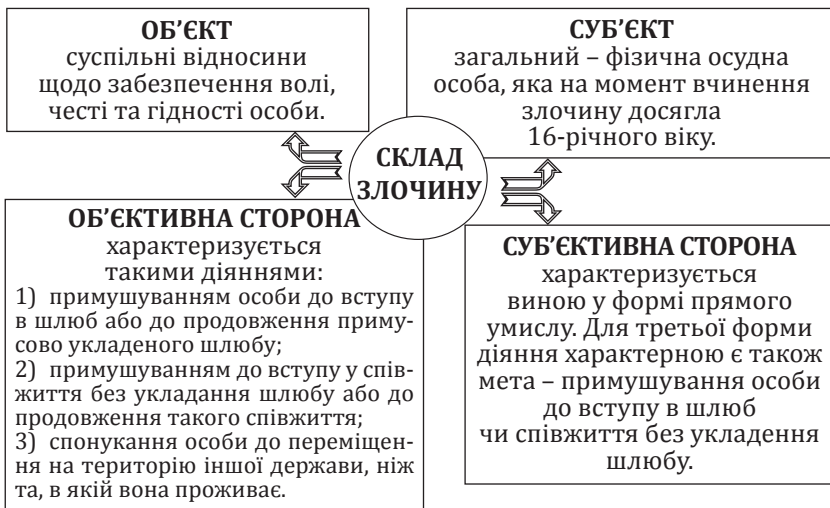 ОБ’ЄКТ
суспільні відносини
щодо забезпечення волі,
честі та гідності особи.
СУБ’ЄКТ
загальний – фізична осудна
особа, яка на момент вчинення
злочину досягла
16-річного віку.
СКЛАД
ЗЛОЧИНУ
ОБ’ЄКТИВНА СТОРОНА
характеризується
такими діяннями:
1) примушуванням особи до вступу
в шлюб або до продовження приму-
сово укладеного шлюбу;
2) примушуванням до вступу у спів-
життя без укладання шлюбу або до
продовження такого співжиття;
3) спонукання особи до переміщен-
ня на територію іншої держави, ніж
та, в якій вона проживає.
СУБ’ЄКТИВНА СТОРОНА
характеризується
виною у формі прямого
умислу. Для третьої форми
діяння характерною є також
мета – примушування особи
до вступу в шлюб
чи співжиття без укладення
шлюбу.